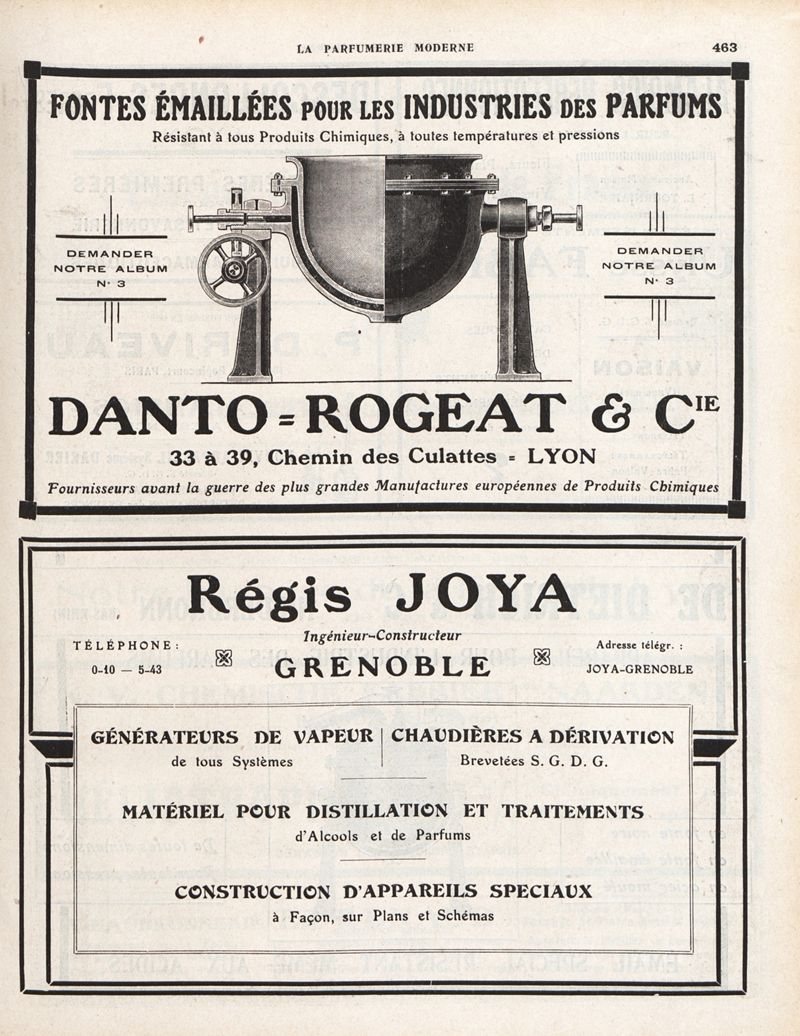 LA PARFUMERIE MODERNE
463
FONTES ÉMAILLÉES POUR LES INDUSTRIES DES PARFUMS
Résistant à tous Produits Chimiques, à toutes températures et pressions
DEMANDER
NOTRE ALBUM
N· 3
DEMANDER
NOTRE ALBUM
N· 3
DANTO=ROGEAT & CIE
33 à 39, Chemin des Culattes = LYON
Fournisseurs avant la guerre des plus grandes Manufactures européennes de Produits Chimiques
Régis JOYA
Ingénieur-Constructeur
GRENOBLE
TÉLÉPHONE :
0-10 — 5-43
Adresse télégr. :
JOYA-GRENOBLE
GÉNÉRATEURS DE VAPEUR
de tous Systèmes
CHAUDIÈRES A DÉRIVATION
Brevetées S. G. D. G.
MATÉRIEL POUR DISTILLATION ET TRAITEMENTS
d'Alcools et de Parfums
CONSTRUCTION D'APPAREILS SPECIAUX
à Façon, sur Plans et Schémas